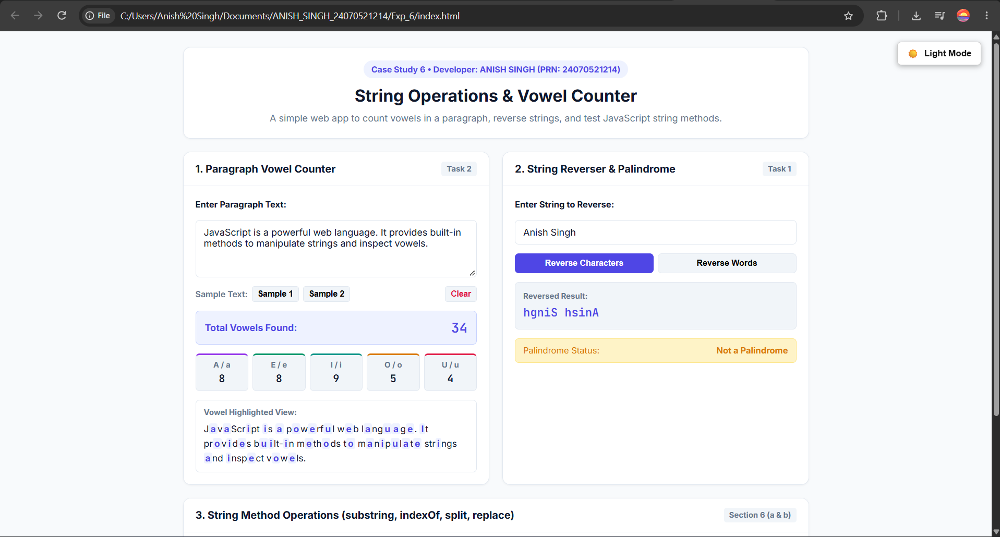 File
C:/Users/Anish%20Singh/Documents/ANISH_SINGH_24070521214/Exp_6/index.html
Light Mode
Case Study 6 • Developer: ANISH SINGH (PRN: 24070521214)
String Operations & Vowel Counter
A simple web app to count vowels in a paragraph, reverse strings, and test JavaScript string methods.
1. Paragraph Vowel Counter
Task 2
Enter Paragraph Text:
JavaScript is a powerful web language. It provides built-in
methods to manipulate strings and inspect vowels.
Sample Text:
Sample 1
Sample 2
Clear
Total Vowels Found:
34
A / a
E / e
I / i
O / o
U / u
8
8
9
5
4
Vowel Highlighted View:
JavaScript is a powerful web language. It
provides built-in methods to manipulate strings
and inspect vowels.
2. String Reverser & Palindrome
Task 1
Enter String to Reverse:
Anish Singh
Reverse Characters
Reverse Words
Reversed Result:
hgniS hsinA
Palindrome Status:
Not a Palindrome
3. String Method Operations (substring, indexOf, split, replace)
Section 6 (a & b)